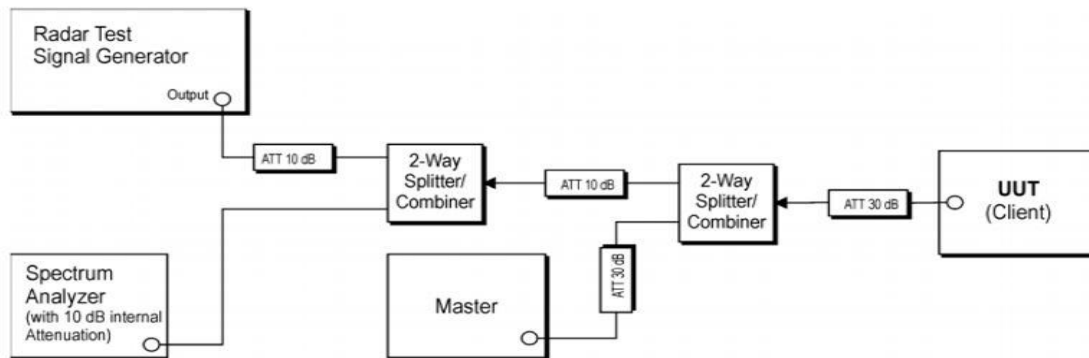 Radar Test
Signal Generator
Output
ATT 10 dB
2-Way
Splitter/
Combiner
ATT 10 dB
2-Way
Splitter/
Combiner
ATT 30 dB
UUT
(Client)
Spectrum
Analyzer
(with 10 dB internal
Attenuation)
Master
ATT 30 dB